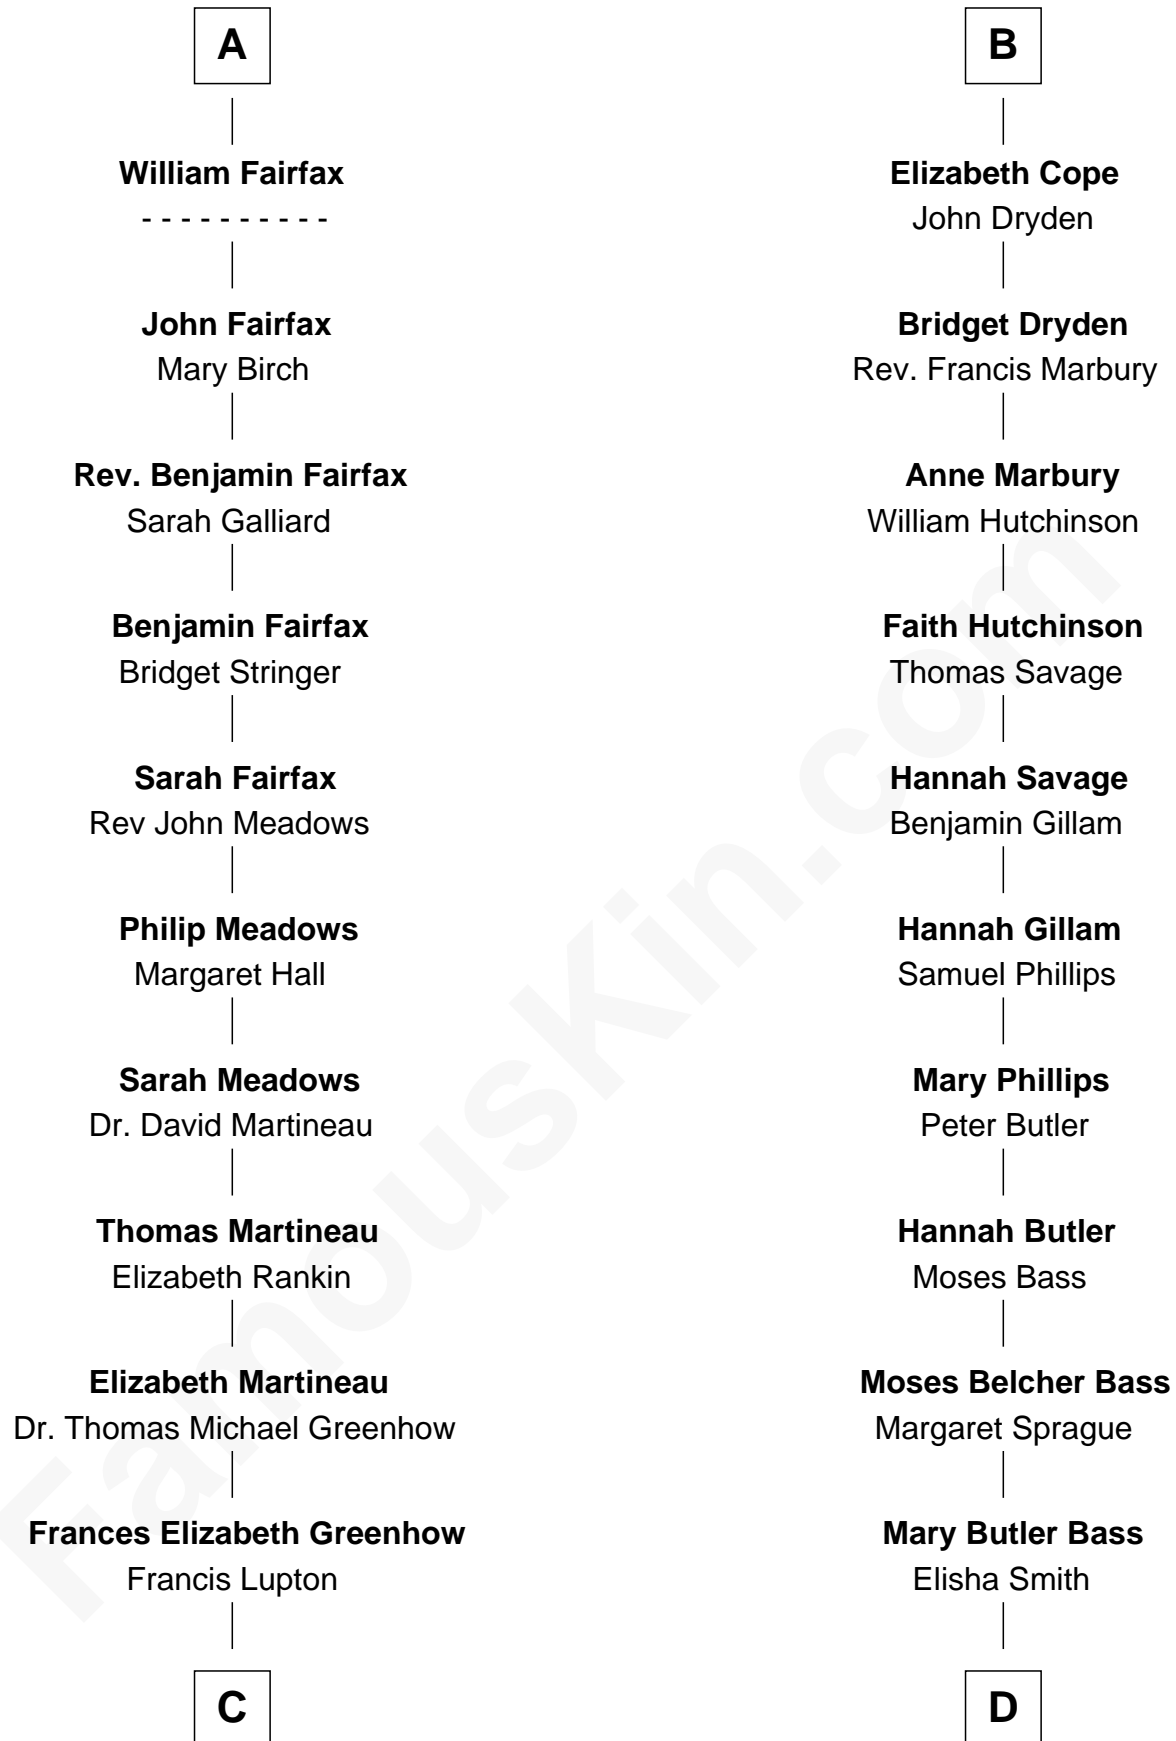 A
William Fairfax
- - - - - - - - - -
John Fairfax
Mary Birch
Rev. Benjamin Fairfax
Sarah Galliard
Benjamin Fairfax
Bridget Stringer
Sarah Fairfax
Rev John Meadows
Philip Meadows
Margaret Hall
Sarah Meadows
Dr. David Martineau
Thomas Martineau
Elizabeth Rankin
Elizabeth Martineau
Dr. Thomas Michael Greenhow
Frances Elizabeth Greenhow
Francis Lupton
C
B
Elizabeth Cope
John Dryden
Bridget Dryden
Rev. Francis Marbury
Anne Marbury
William Hutchinson
Faith Hutchinson
Thomas Savage
Hannah Savage
Benjamin Gillam
Hannah Gillam
Samuel Phillips
Mary Phillips
Peter Butler
Hannah Butler
Moses Bass
Moses Belcher Bass
Margaret Sprague
Mary Butler Bass
Elisha Smith
D
FamousKin.com